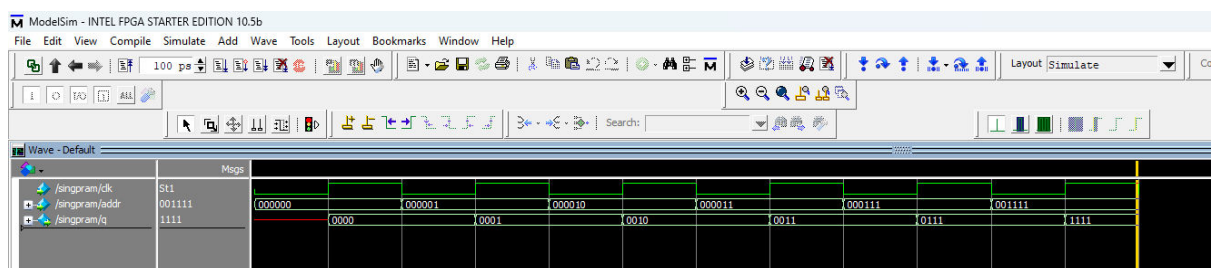 ModelSim - INTEL FPGA STARTER EDITION 10.5b
File Edit View Compile Simulate Add Wave Tools Layout Bookmarks Window Help
100 ps Layout Simulate
I O I/O ALL
Search:
Wave - Default
Msgs
/singpram/clk St1
/singpram/addr 001111 000000 000001 000010 000011 000111 001111
/singpram/q 1111 0000 0001 0010 0011 0111 1111